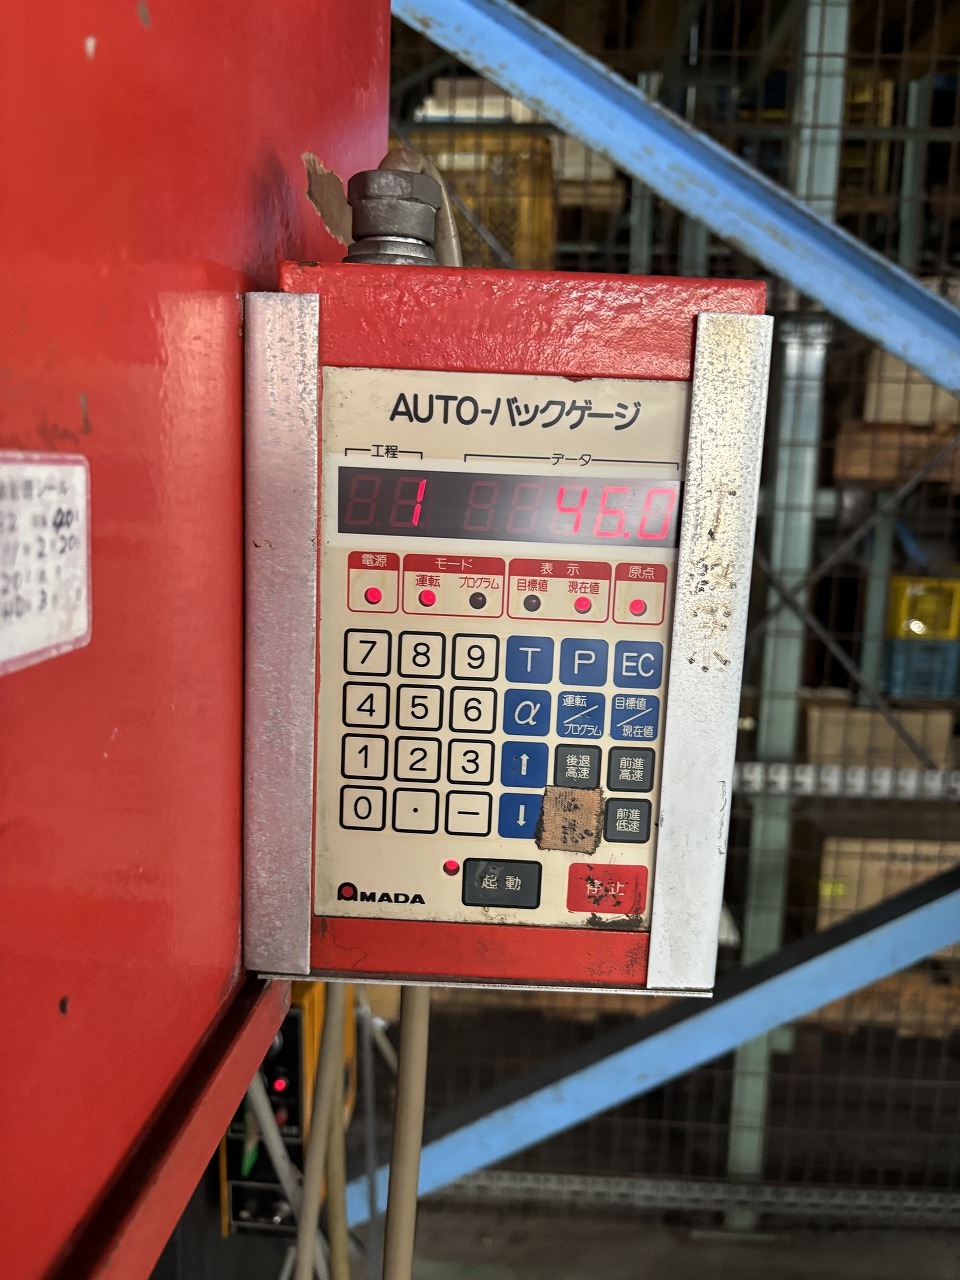 AUTO-バックゲージ
工程 データ
1 46.0
電源 モード 表示 原点
運転 プログラム 目標値 現在値
7 8 9 T P EC
4 5 6 α 運転/プログラム 目標値/現在値
1 2 3 ↑ 後退高速 前進高速
0 · − ↓ 前進低速
AMADA 起動 停止